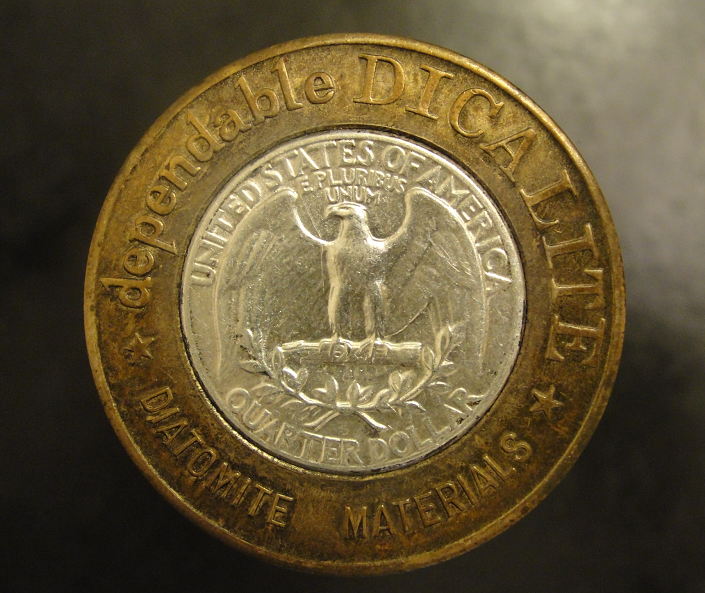 dependable DICALITE
DIATOMITE MATERIALS
UNITED STATES OF AMERICA
E. PLURIBUS
UNUM
QUARTER DOLLAR